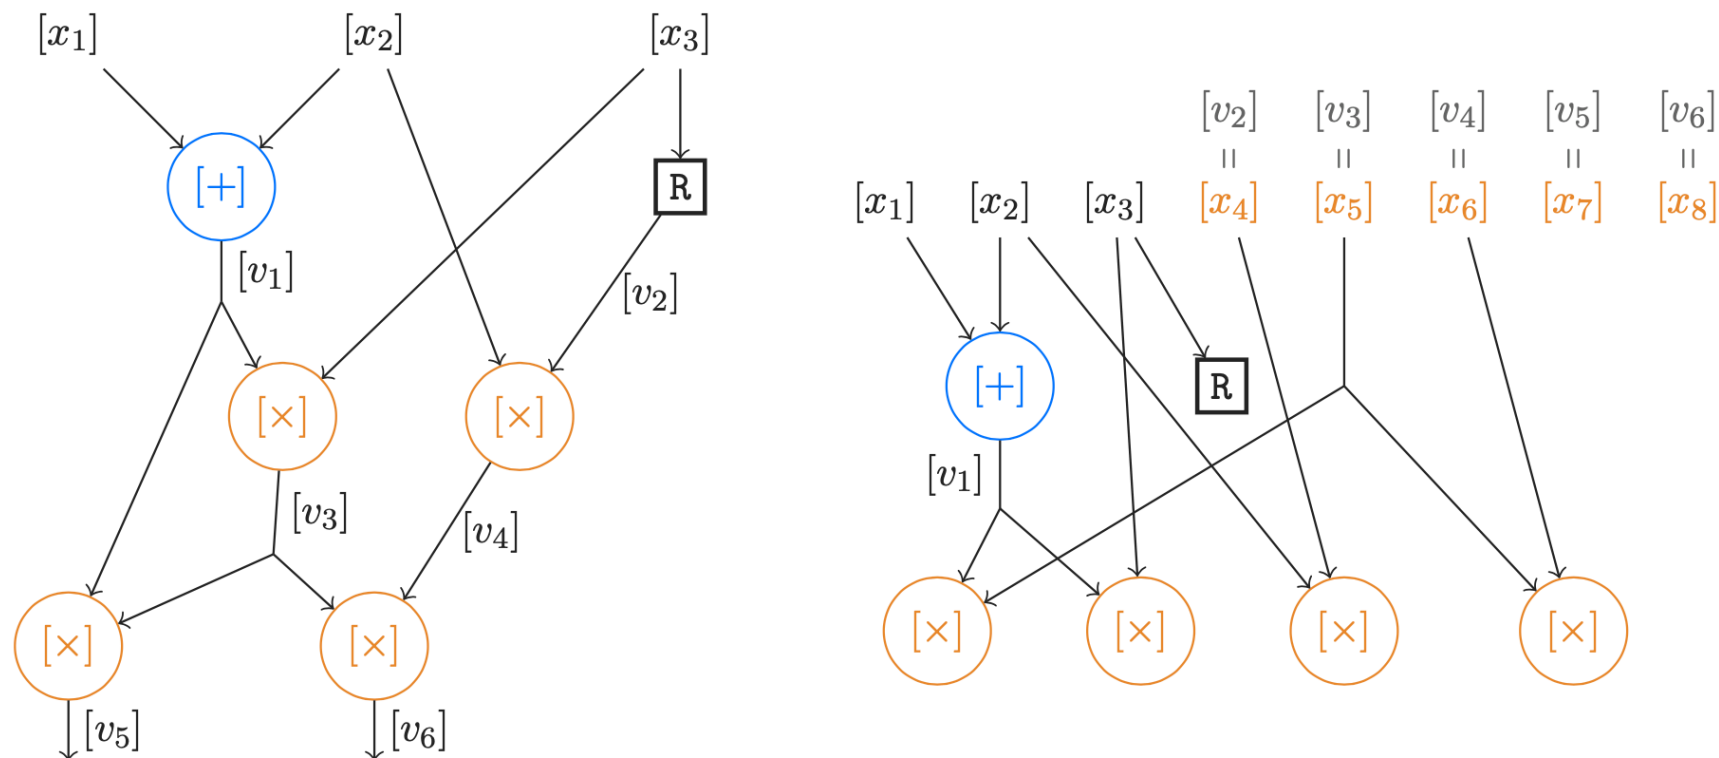 [x₁] [x₂] [x₃]
[+]
R
[v₁]
[v₂]
[×] [×]
[v₃]
[v₄]
[×] [×]
[v₅] [v₆]
[v₂] [v₃] [v₄] [v₅] [v₆]
= = = = =
[x₁] [x₂] [x₃] [x₄] [x₅] [x₆] [x₇] [x₈]
[+]
R
[v₁]
[×] [×] [×] [×]